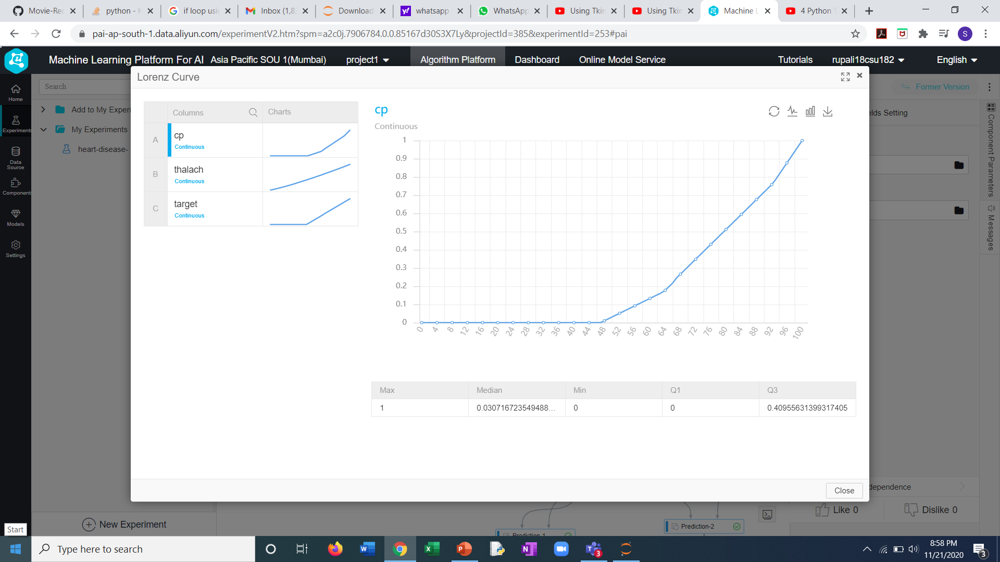 Movie-Rec
python - H
if loop usi
Inbox (1,83
Download
whatsapp
WhatsApp
Using Tkin
Using Tkin
Machine L
4 Python T
pai-ap-south-1.data.aliyun.com/experimentV2.htm?spm=a2c0j.7906784.0.0.85167d30S3X7Ly&projectId=385&experimentId=253#pai
S
Machine Learning Platform For AI
Asia Pacific SOU 1(Mumbai)
project1
Algorithm Platform
Dashboard
Online Model Service
Tutorials
rupali18csu182
English
Home
Experiments
Data
Source
Component
Models
Settings
Search
Add to My Experi
My Experiments
heart-disease-
New Experiment
Lorenz Curve
Columns
Charts
A
cp
Continuous
B
thalach
Continuous
C
target
Continuous
cp
Continuous
1
0.9
0.8
0.7
0.6
0.5
0.4
0.3
0.2
0.1
0
0 4 8 12 16 20 24 28 32 36 40 44 48 52 56 60 64 68 72 76 80 84 88 92 96 100
Max Median Min Q1 Q3
1 0.030716723549488... 0 0 0.40955631399317405
Close
Former Version
elds Setting
Component Parameters
Messages
dependence
Like 0
Dislike 0
Prediction-1
Prediction-2
Start
Type here to search
3
8:58 PM
11/21/2020
3